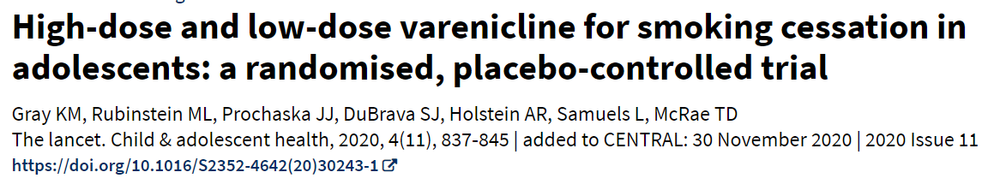 High-dose and low-dose varenicline for smoking cessation in
adolescents: a randomised, placebo-controlled trial
Gray KM, Rubinstein ML, Prochaska JJ, DuBrava SJ, Holstein AR, Samuels L, McRae TD
The lancet. Child & adolescent health, 2020, 4(11), 837-845 | added to CENTRAL: 30 November 2020 | 2020 Issue 11
https://doi.org/10.1016/S2352-4642(20)30243-1